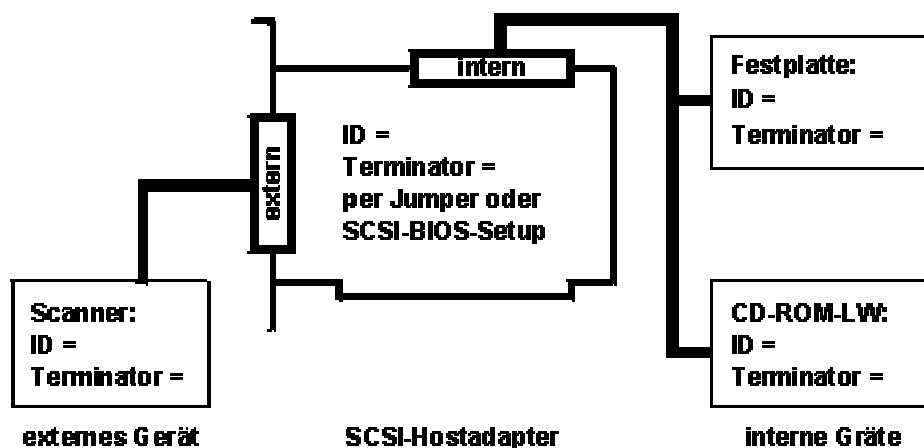 intern
Festplatte:
ID =
Terminator =
extern
ID =
Terminator =
per Jumper oder
SCSI-BIOS-Setup
Scanner:
ID =
Terminator =
CD-ROM-LW:
ID =
Terminator =
externes Gerät
SCSI-Hostadapter
interne Gräte